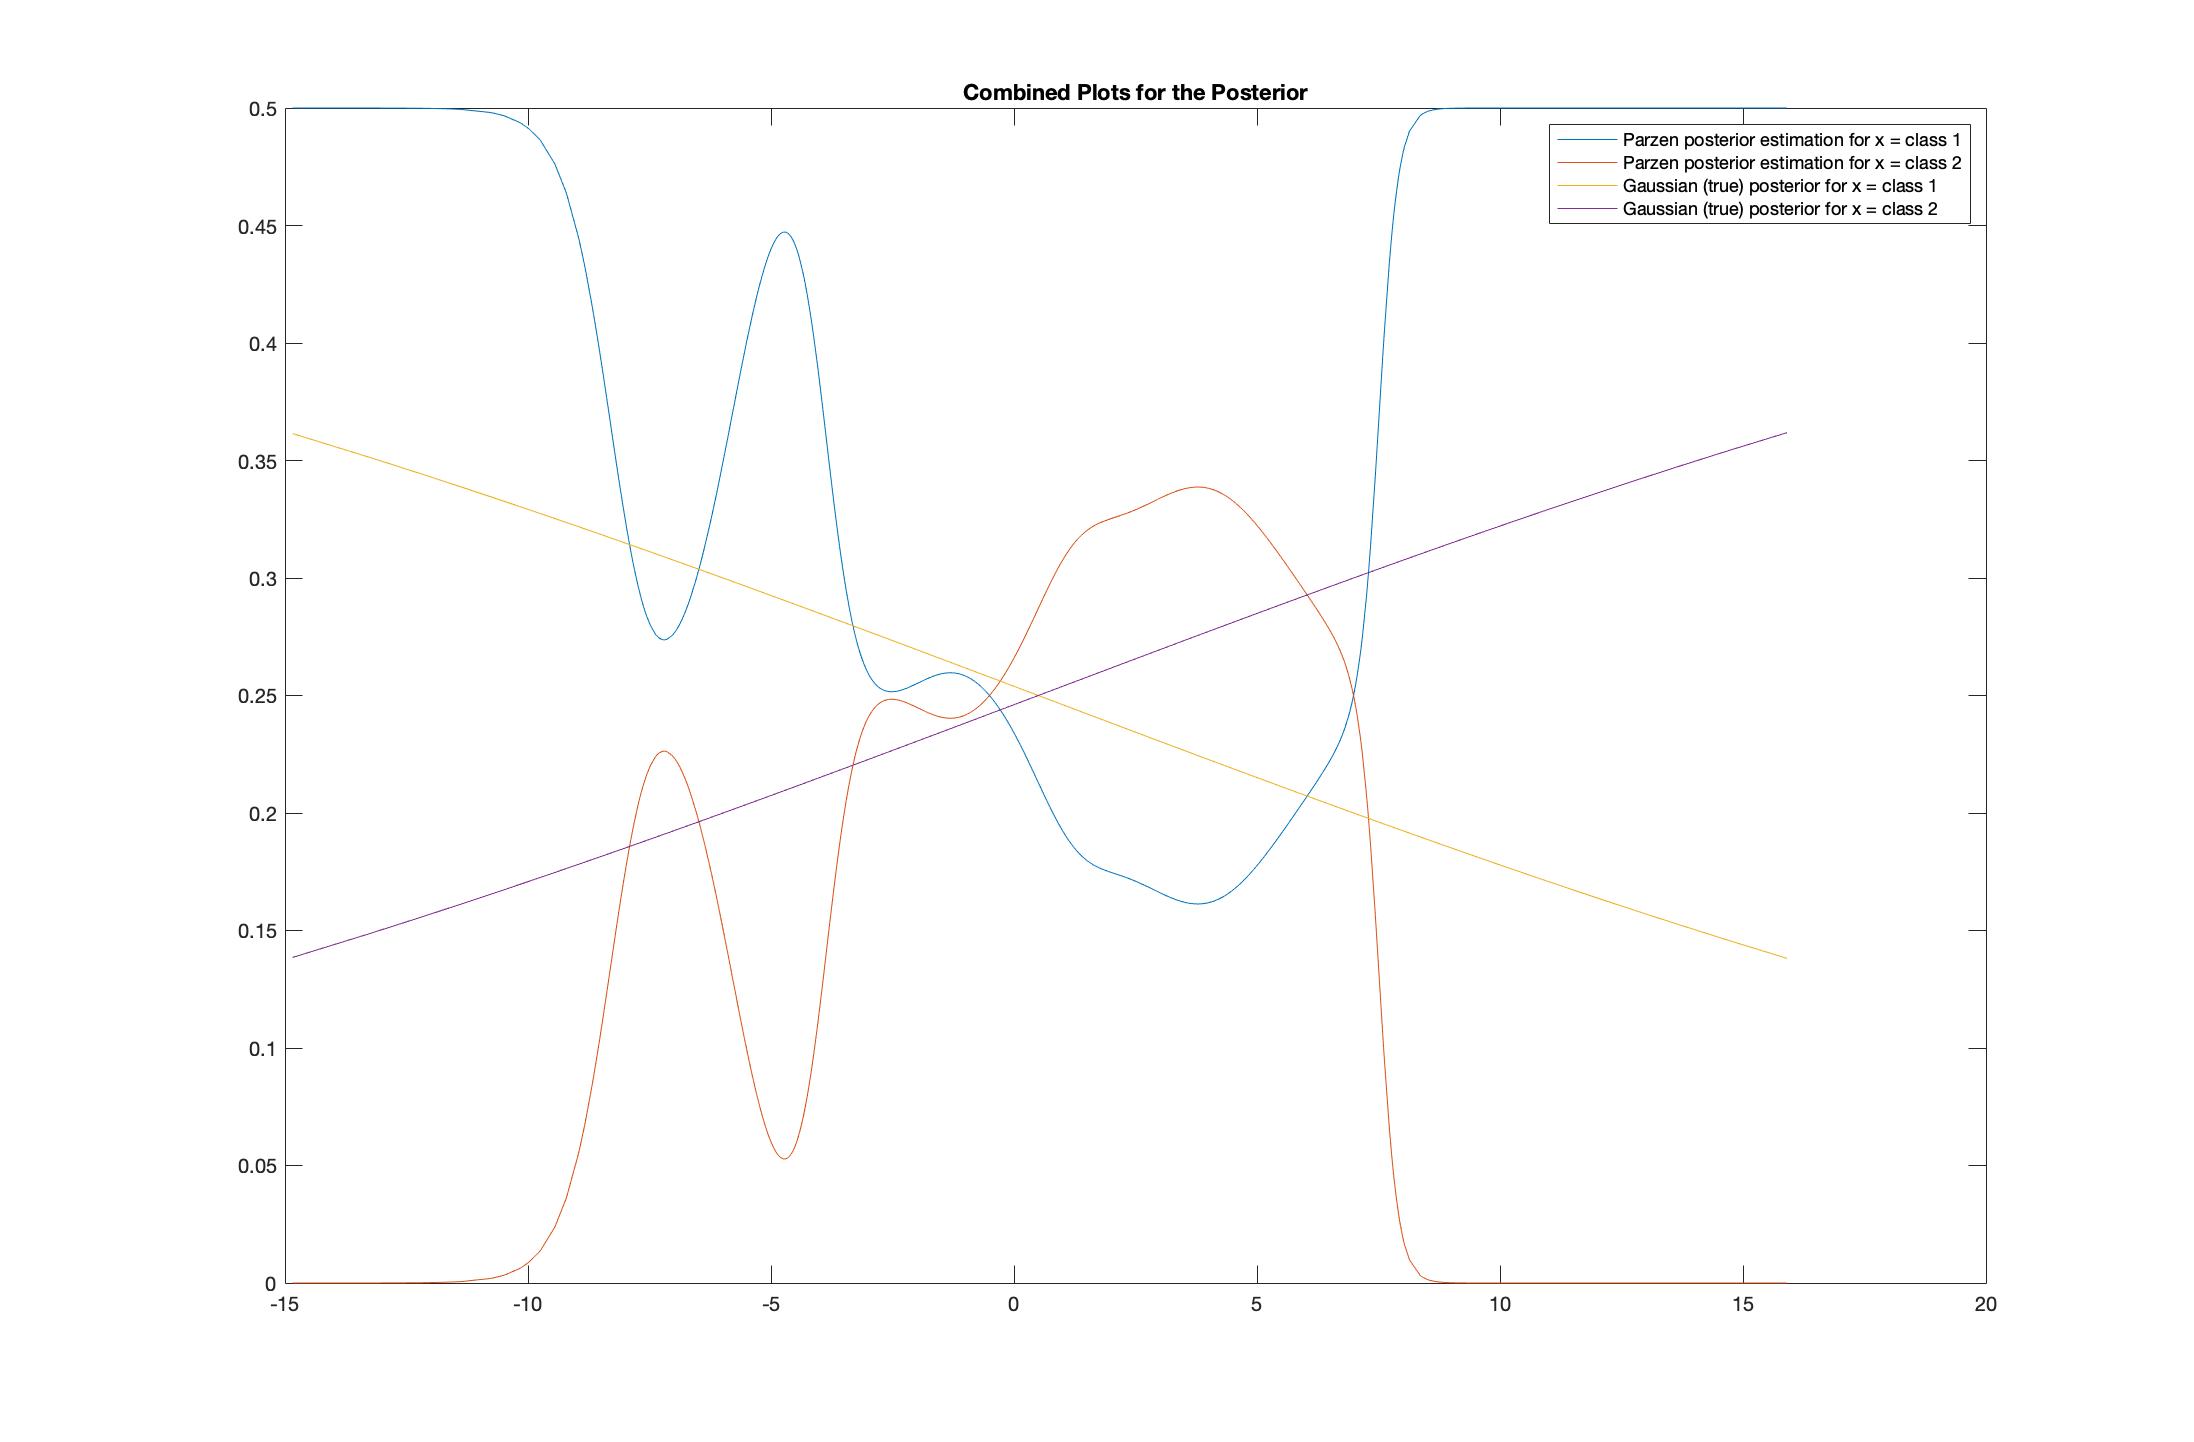 Combined Plots for the Posterior
Parzen posterior estimation for x = class 1
Parzen posterior estimation for x = class 2
Gaussian (true) posterior for x = class 1
Gaussian (true) posterior for x = class 2
0.5
0.45
0.4
0.35
0.3
0.25
0.2
0.15
0.1
0.05
0
-15 -10 -5 0 5 10 15 20